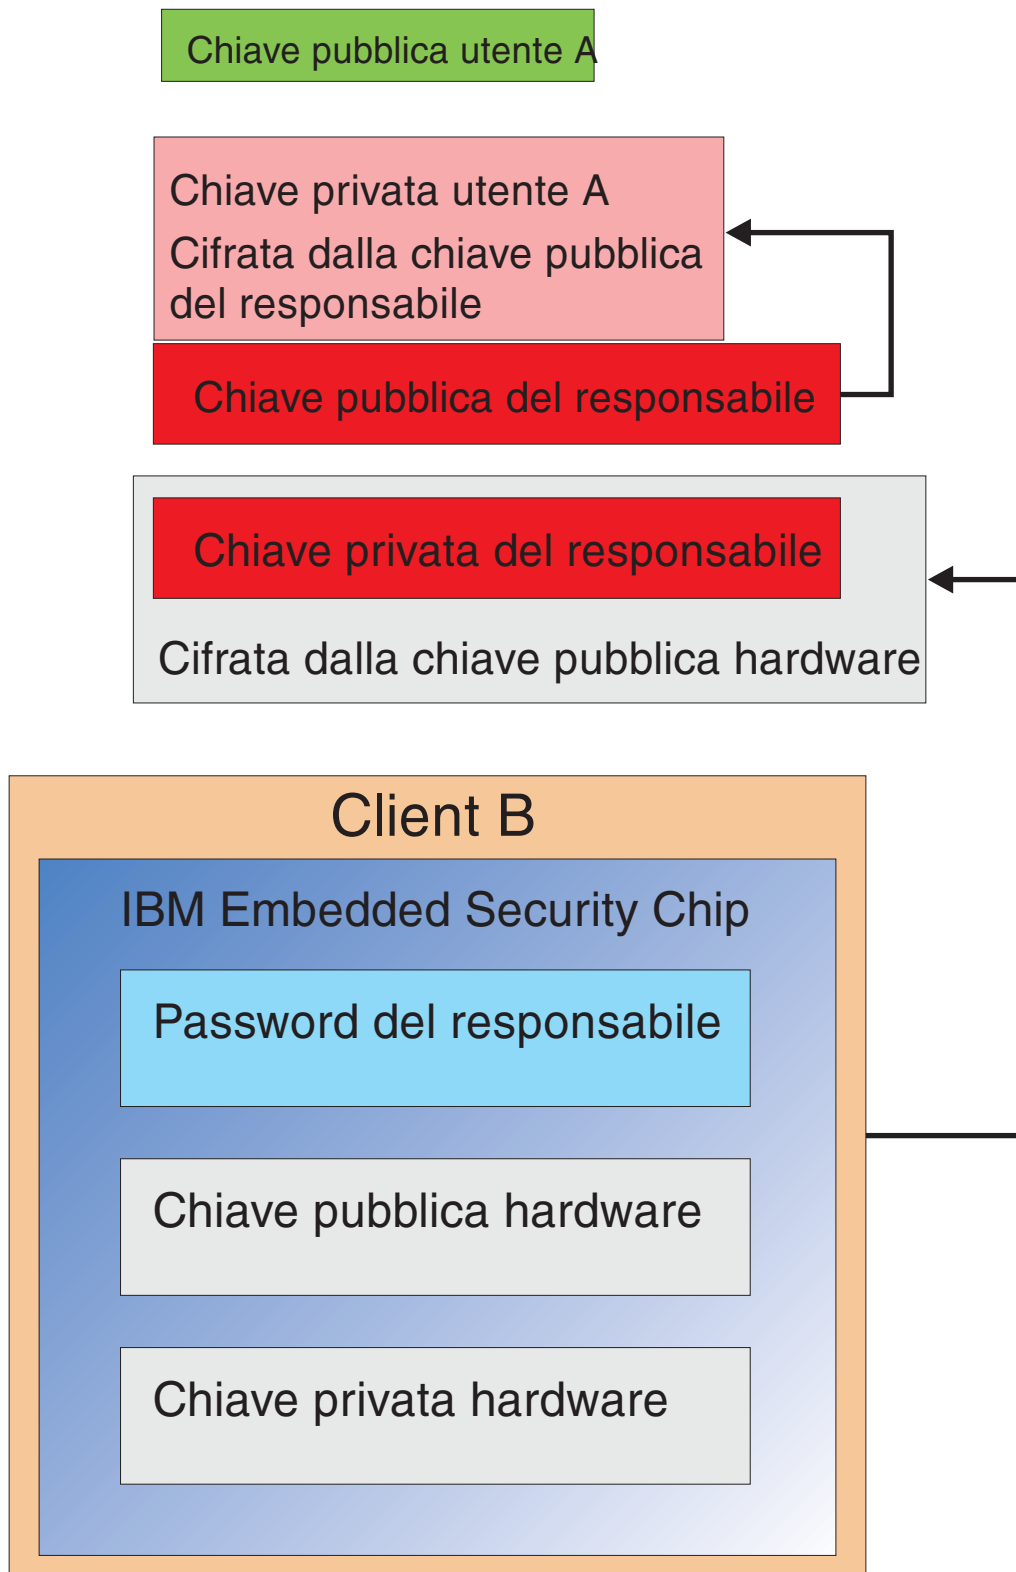 Chiave pubblica utente A
Chiave privata utente A
Cifrata dalla chiave pubblica
del responsabile
Chiave pubblica del responsabile
Chiave privata del responsabile
Cifrata dalla chiave pubblica hardware
Client B
IBM Embedded Security Chip
Password del responsabile
Chiave pubblica hardware
Chiave privata hardware